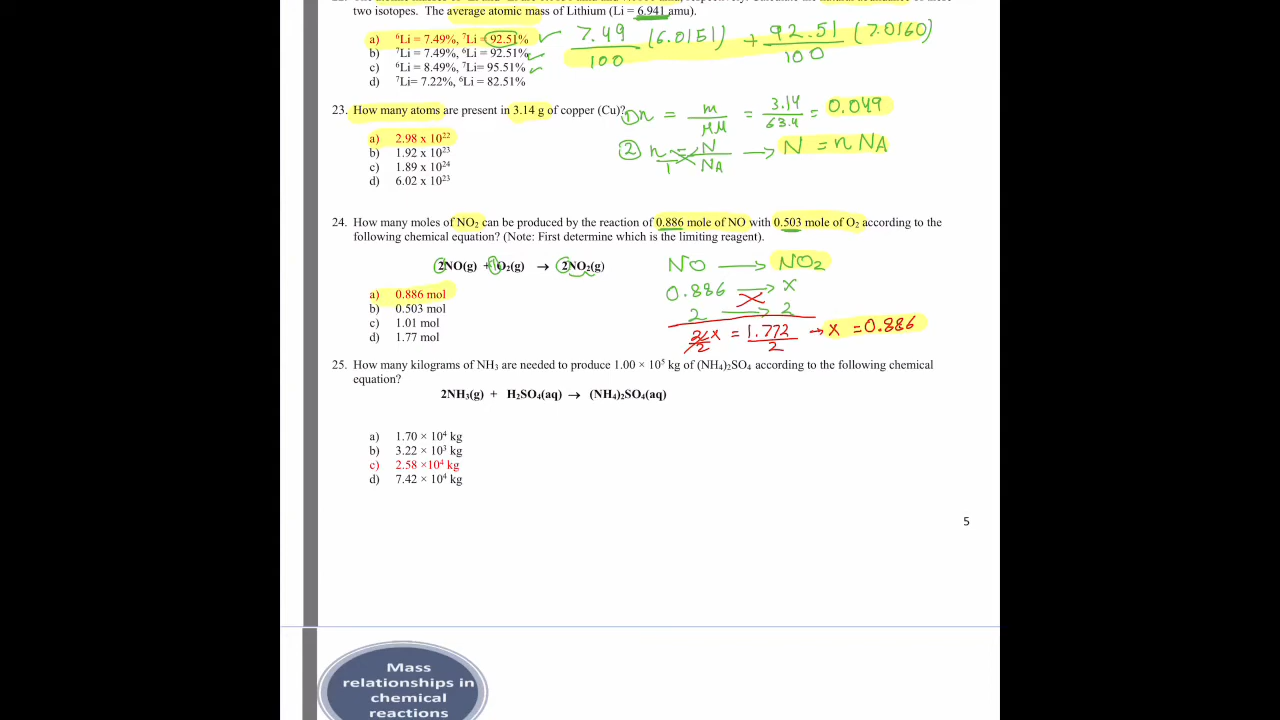 two isotopes. The average atomic mass of Lithium (Li = 6.941 amu).
a) ⁶Li = 7.49%, ⁷Li = 92.51%
b) ⁷Li = 7.49%, ⁶Li = 92.51%
c) ⁶Li = 8.49%, ⁷Li = 95.51%
d) ⁷Li= 7.22%, ⁶Li = 82.51%
7.49/100 (6.0151) + 92.51/100 (7.0160)
23. How many atoms are present in 3.14 g of copper (Cu)?
a) 2.98 x 10²²
b) 1.92 x 10²³
c) 1.89 x 10²⁴
d) 6.02 x 10²³
① n = m/MM = 3.14/63.4 = 0.049
② n/1 = N/NA → N = n NA
24. How many moles of NO₂ can be produced by the reaction of 0.886 mole of NO with 0.503 mole of O₂ according to the
following chemical equation? (Note: First determine which is the limiting reagent).
2NO(g) + O₂(g) → 2NO₂(g)
a) 0.886 mol
b) 0.503 mol
c) 1.01 mol
d) 1.77 mol
NO → NO₂
0.886 → x
2 → 2
2/2 x = 1.772/2 → x = 0.886
25. How many kilograms of NH₃ are needed to produce 1.00 × 10⁵ kg of (NH₄)₂SO₄ according to the following chemical
equation?
2NH₃(g) + H₂SO₄(aq) → (NH₄)₂SO₄(aq)
a) 1.70 × 10⁴ kg
b) 3.22 × 10³ kg
c) 2.58 ×10⁴ kg
d) 7.42 × 10⁴ kg
5
Mass
relationships in
chemical
reactions